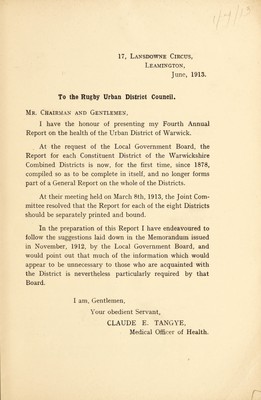 17, Lansdowne Circus,
Leamington,
June, 1913.
To the Rugby Urban District Council.
Mr. Chairman and Gentlemen,
I have the honour of presenting my Fourth Annual
Report on the health of the Urban District of Warwick.
At the request of the Local Government Board, the
Report for each Constituent District of the Warwickshire
Combined Districts is now, for the first time, since 1878,
compiled so as to be complete in itself, and no longer forms
part of a General Report on the whole of the Districts.
At their meeting held on March 8th, 1913, the Joint Com-
mittee resolved that the Report for each of the eight Districts
should be separately printed and bound.
In the preparation of this Report I have endeavoured to
follow the suggestions laid down in the Memorandum issued
in November, 1912, by the Local Government Board, and
would point out that much of the information which would
appear to be unnecessary to those who are acquainted with
the District is nevertheless particularly required by that
Board.
I am, Gentlemen,
Your obedient Servant,
CLAUDE E. TANGYE,
Medical Officer of Health.